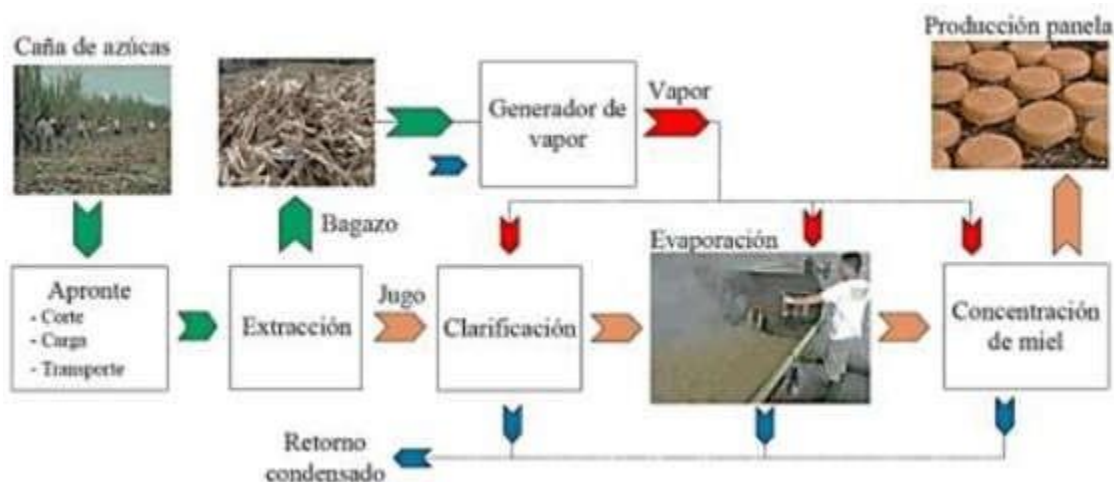 Caña de azúcas
Producción panela
Generador de
vapor
Vapor
Bagazo
Evaporación
Apronte
- Corte
- Carga
- Transporte
Extracción
Jugo
Clarificación
Concentración
de miel
Retorno
condensado